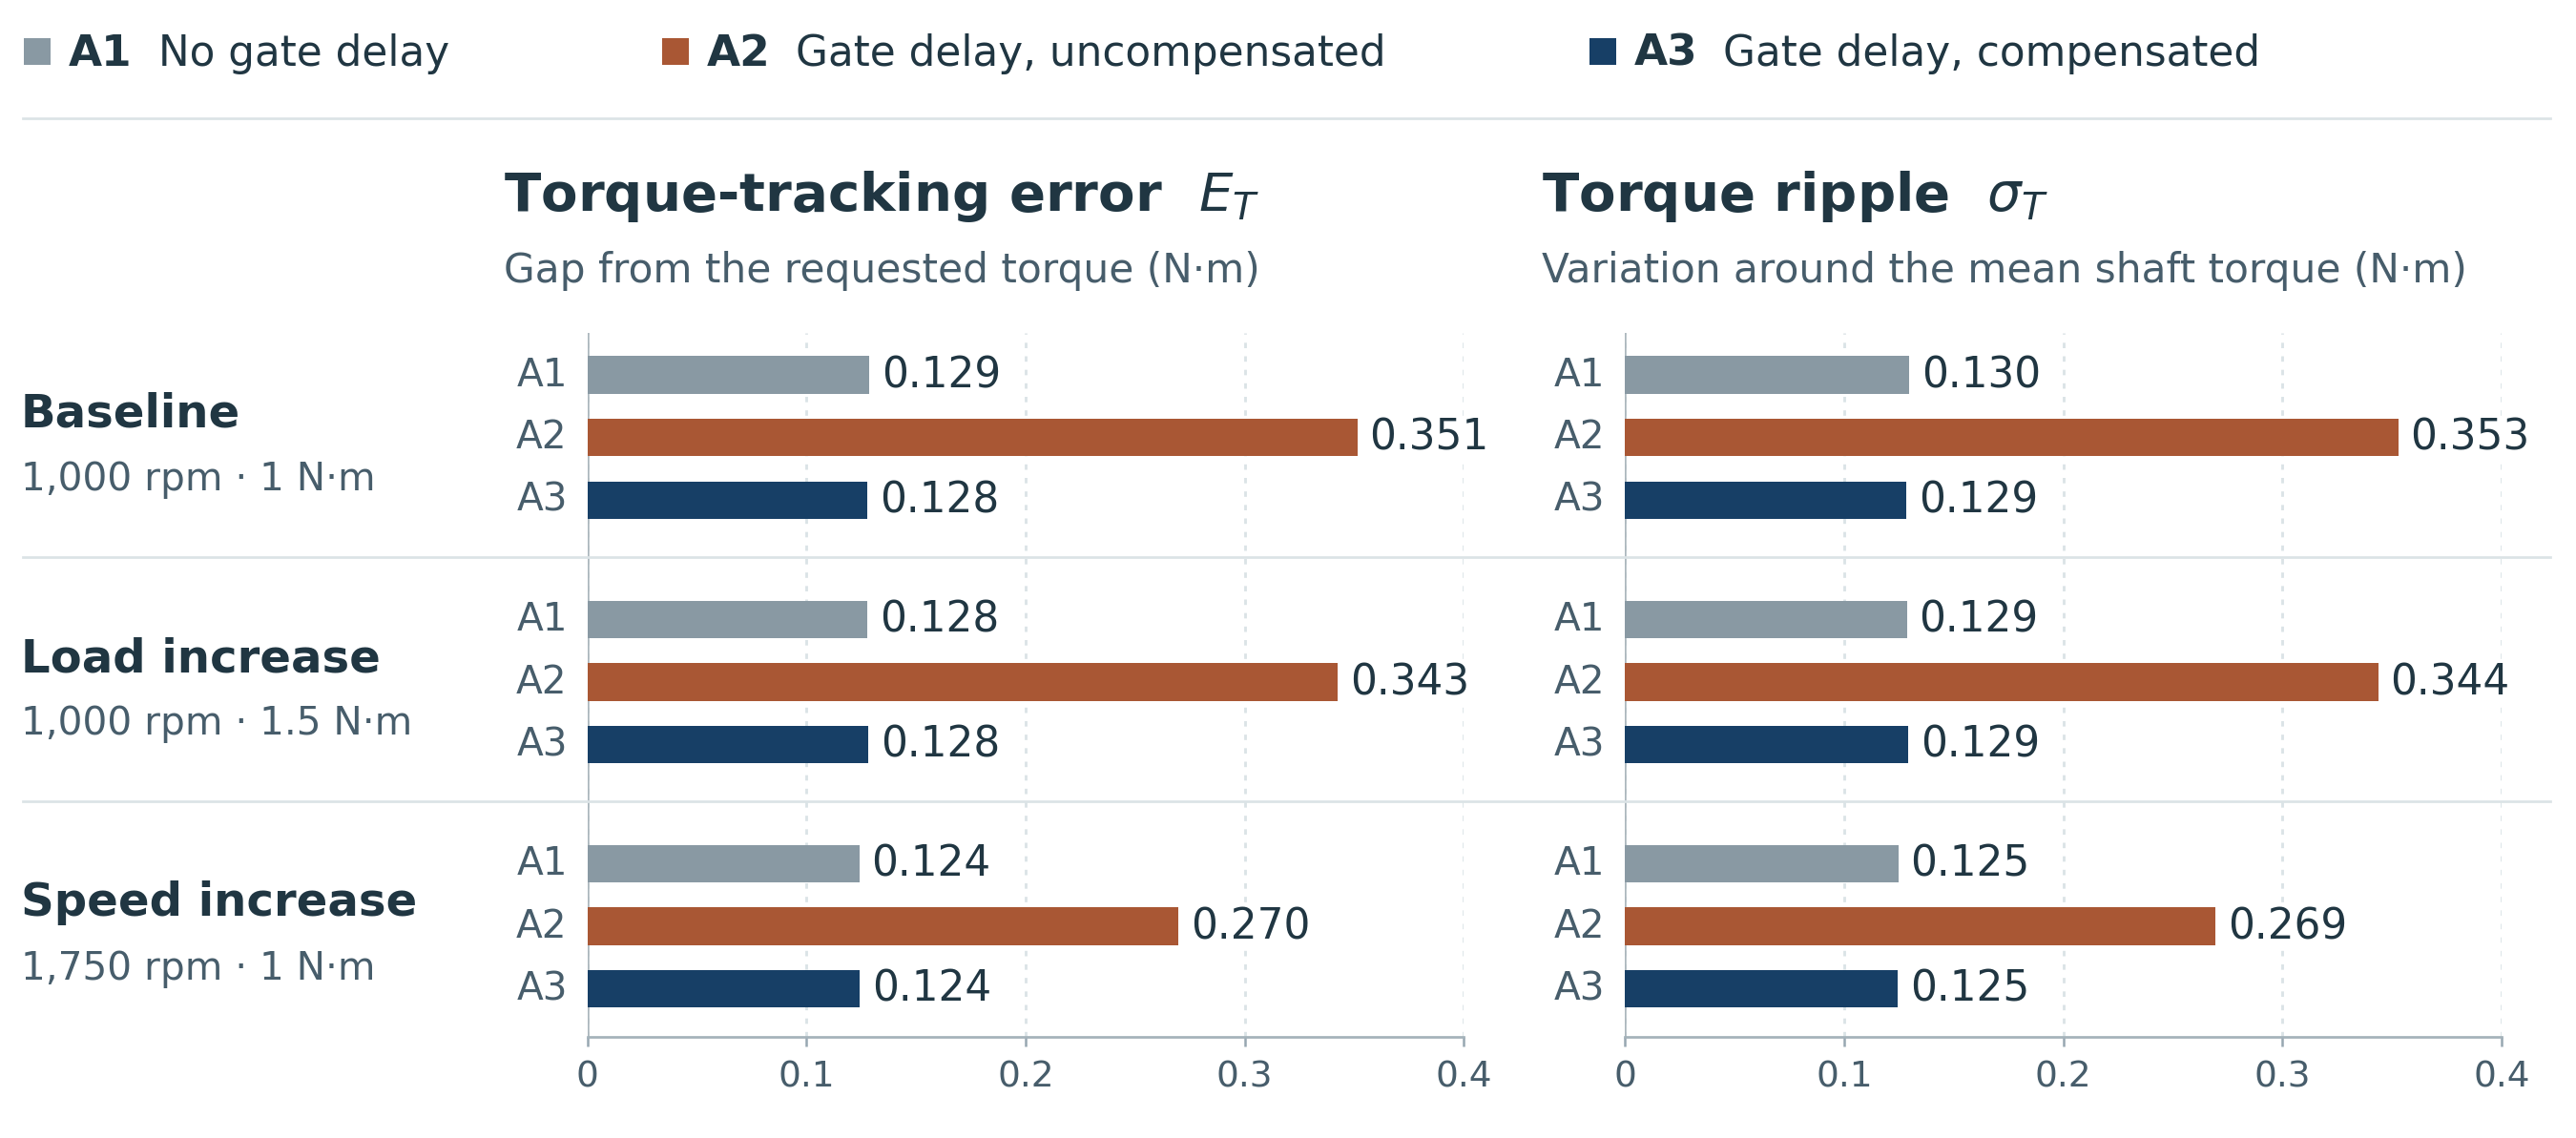 A1 No gate delay A2 Gate delay, uncompensated A3 Gate delay, compensated
Torque-tracking error E_T
Gap from the requested torque (N·m)
Torque ripple σ_T
Variation around the mean shaft torque (N·m)
Baseline
1,000 rpm · 1 N·m
A1 0.129
A2 0.351
A3 0.128
A1 0.130
A2 0.353
A3 0.129
Load increase
1,000 rpm · 1.5 N·m
A1 0.128
A2 0.343
A3 0.128
A1 0.129
A2 0.344
A3 0.129
Speed increase
1,750 rpm · 1 N·m
A1 0.124
A2 0.270
A3 0.124
A1 0.125
A2 0.269
A3 0.125
0 0.1 0.2 0.3 0.4
0 0.1 0.2 0.3 0.4